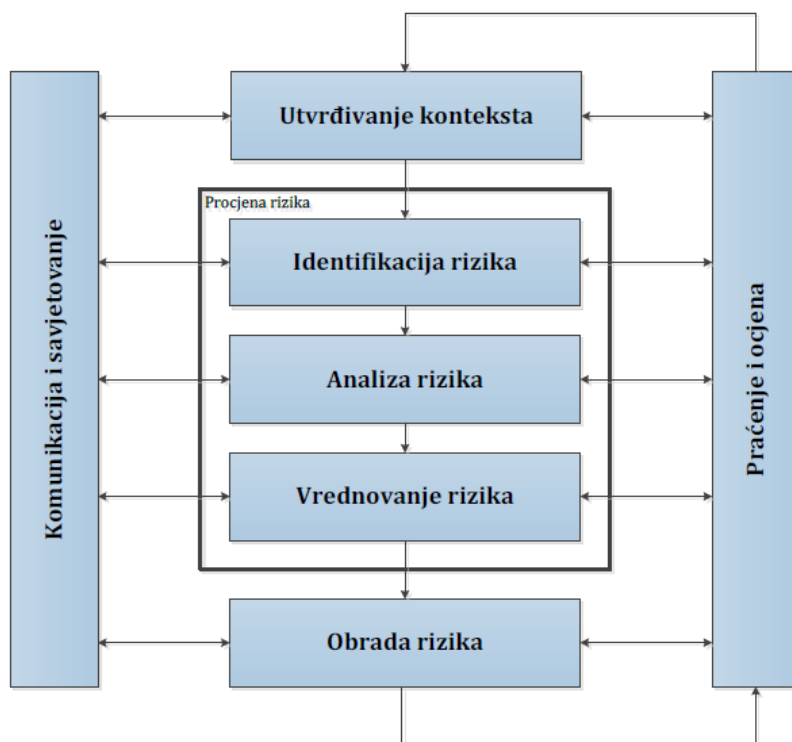 Utvrđivanje konteksta
Procjena rizika
Identifikacija rizika
Analiza rizika
Vrednovanje rizika
Obrada rizika
Komunikacija i savjetovanje
Praćenje i ocjena